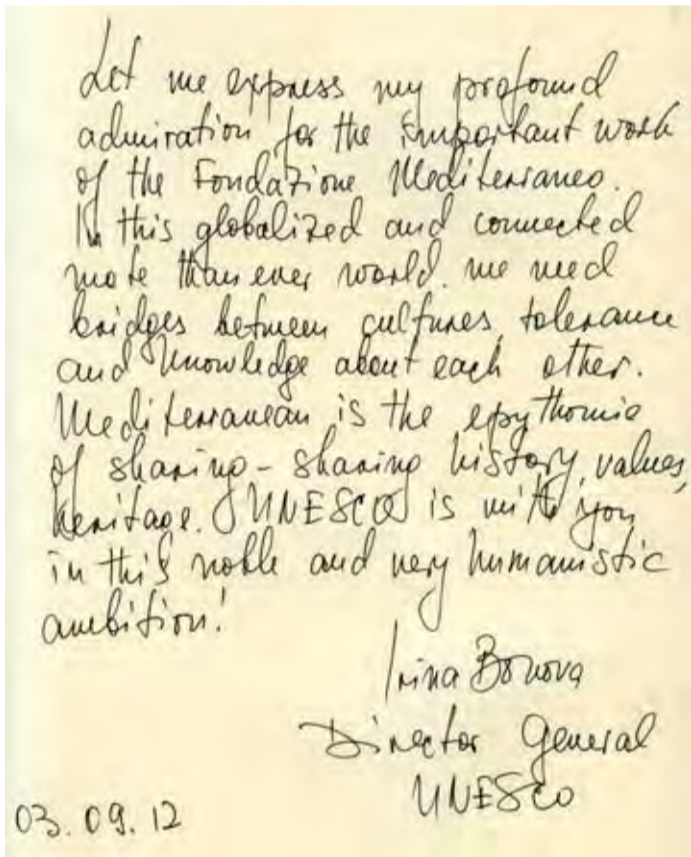 Let me express my profound
admiration for the important work
of the Fondazione Mediterraneo.
In this globalized and connected
more than ever world, we need
bridges between cultures, tolerance
and knowledge about each other.
Mediterranean is the epythomie
of sharing - sharing history, values,
heritage. UNESCO is with you
in this noble and very humanistic
ambition!
Irina Bokova
Director General
UNESCO
03.09.12